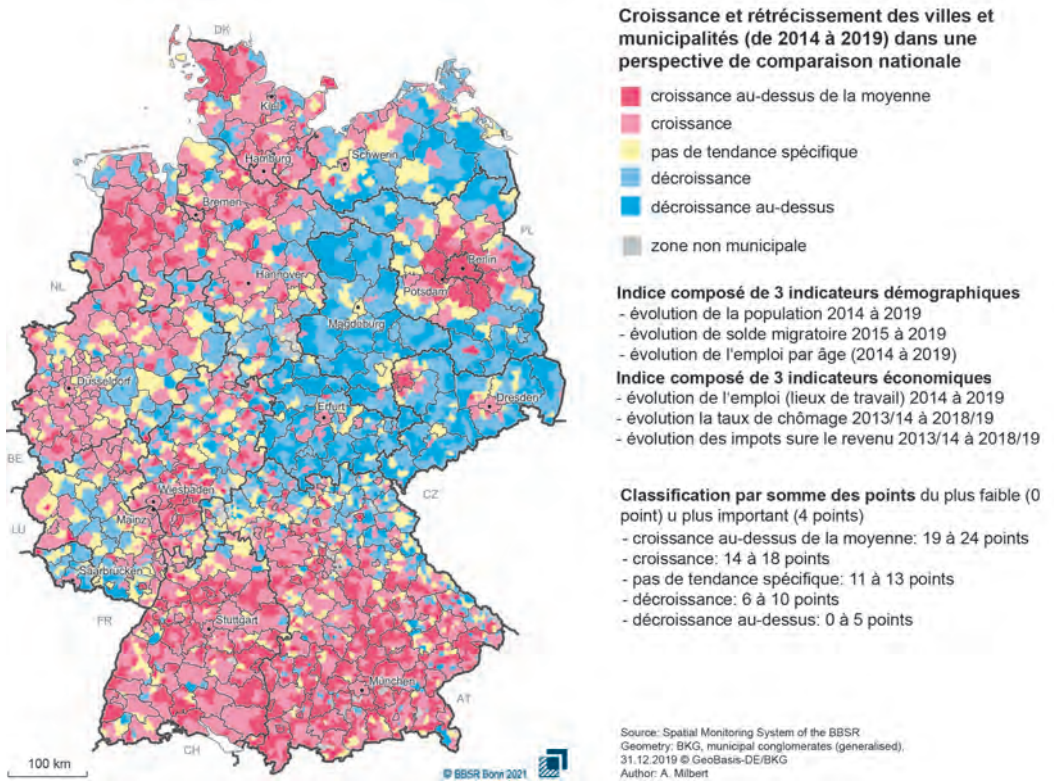 Croissance et rétrécissement des villes et
municipalités (de 2014 à 2019) dans une
perspective de comparaison nationale
croissance au-dessus de la moyenne
croissance
pas de tendance spécifique
décroissance
décroissance au-dessus
zone non municipale
Indice composé de 3 indicateurs démographiques
- évolution de la population 2014 à 2019
- évolution de solde migratoire 2015 à 2019
- évolution de l'emploi par âge (2014 à 2019)
Indice composé de 3 indicateurs économiques
- évolution de l'emploi (lieux de travail) 2014 à 2019
- évolution la taux de chômage 2013/14 à 2018/19
- évolution des impots sure le revenu 2013/14 à 2018/19
Classification par somme des points du plus faible (0
point) u plus important (4 points)
- croissance au-dessus de la moyenne: 19 à 24 points
- croissance: 14 à 18 points
- pas de tendance spécifique: 11 à 13 points
- décroissance: 6 à 10 points
- décroissance au-dessus: 0 à 5 points
Source: Spatial Monitoring System of the BBSR
Geometry: BKG, municipal conglomerates (generalised),
31.12.2019 © GeoBasis-DE/BKG
Author: A. Milbert
DK
Kiel
Schwerin
Hamburg
Bremen
PL
Berlin
Hannover
NL
Potsdam
Magdeburg
Düsseldorf
Dresden
Erfurt
BE
Wiesbaden
CZ
Mainz
LU
Saarbrücken
FR
Stuttgart
München
AT
CH
100 km
© BBSR Bonn 2021